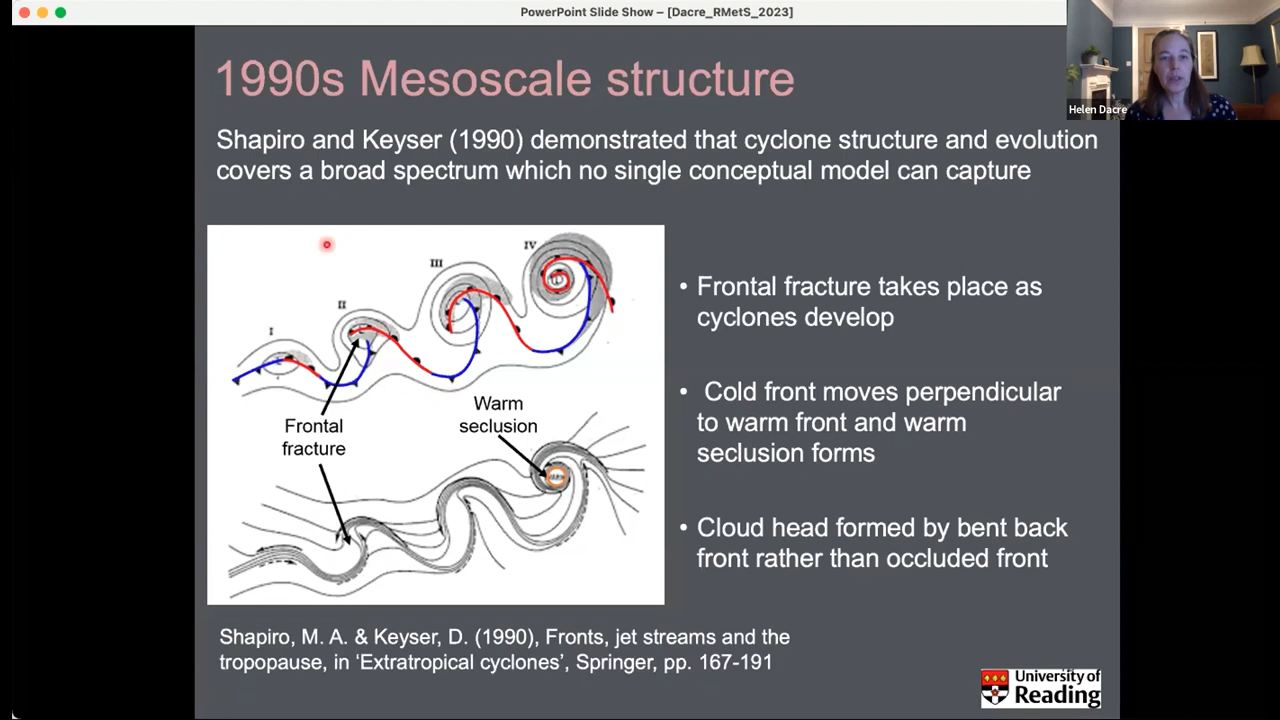 PowerPoint Slide Show – [Dacre_RMetS_2023]
Helen Dacre
1990s Mesoscale structure
Shapiro and Keyser (1990) demonstrated that cyclone structure and evolution
covers a broad spectrum which no single conceptual model can capture
I
II
III
IV
Frontal
fracture
Warm
seclusion
• Frontal fracture takes place as
cyclones develop
• Cold front moves perpendicular
to warm front and warm
seclusion forms
• Cloud head formed by bent back
front rather than occluded front
Shapiro, M. A. & Keyser, D. (1990), Fronts, jet streams and the
tropopause, in ‘Extratropical cyclones’, Springer, pp. 167-191
University of
Reading